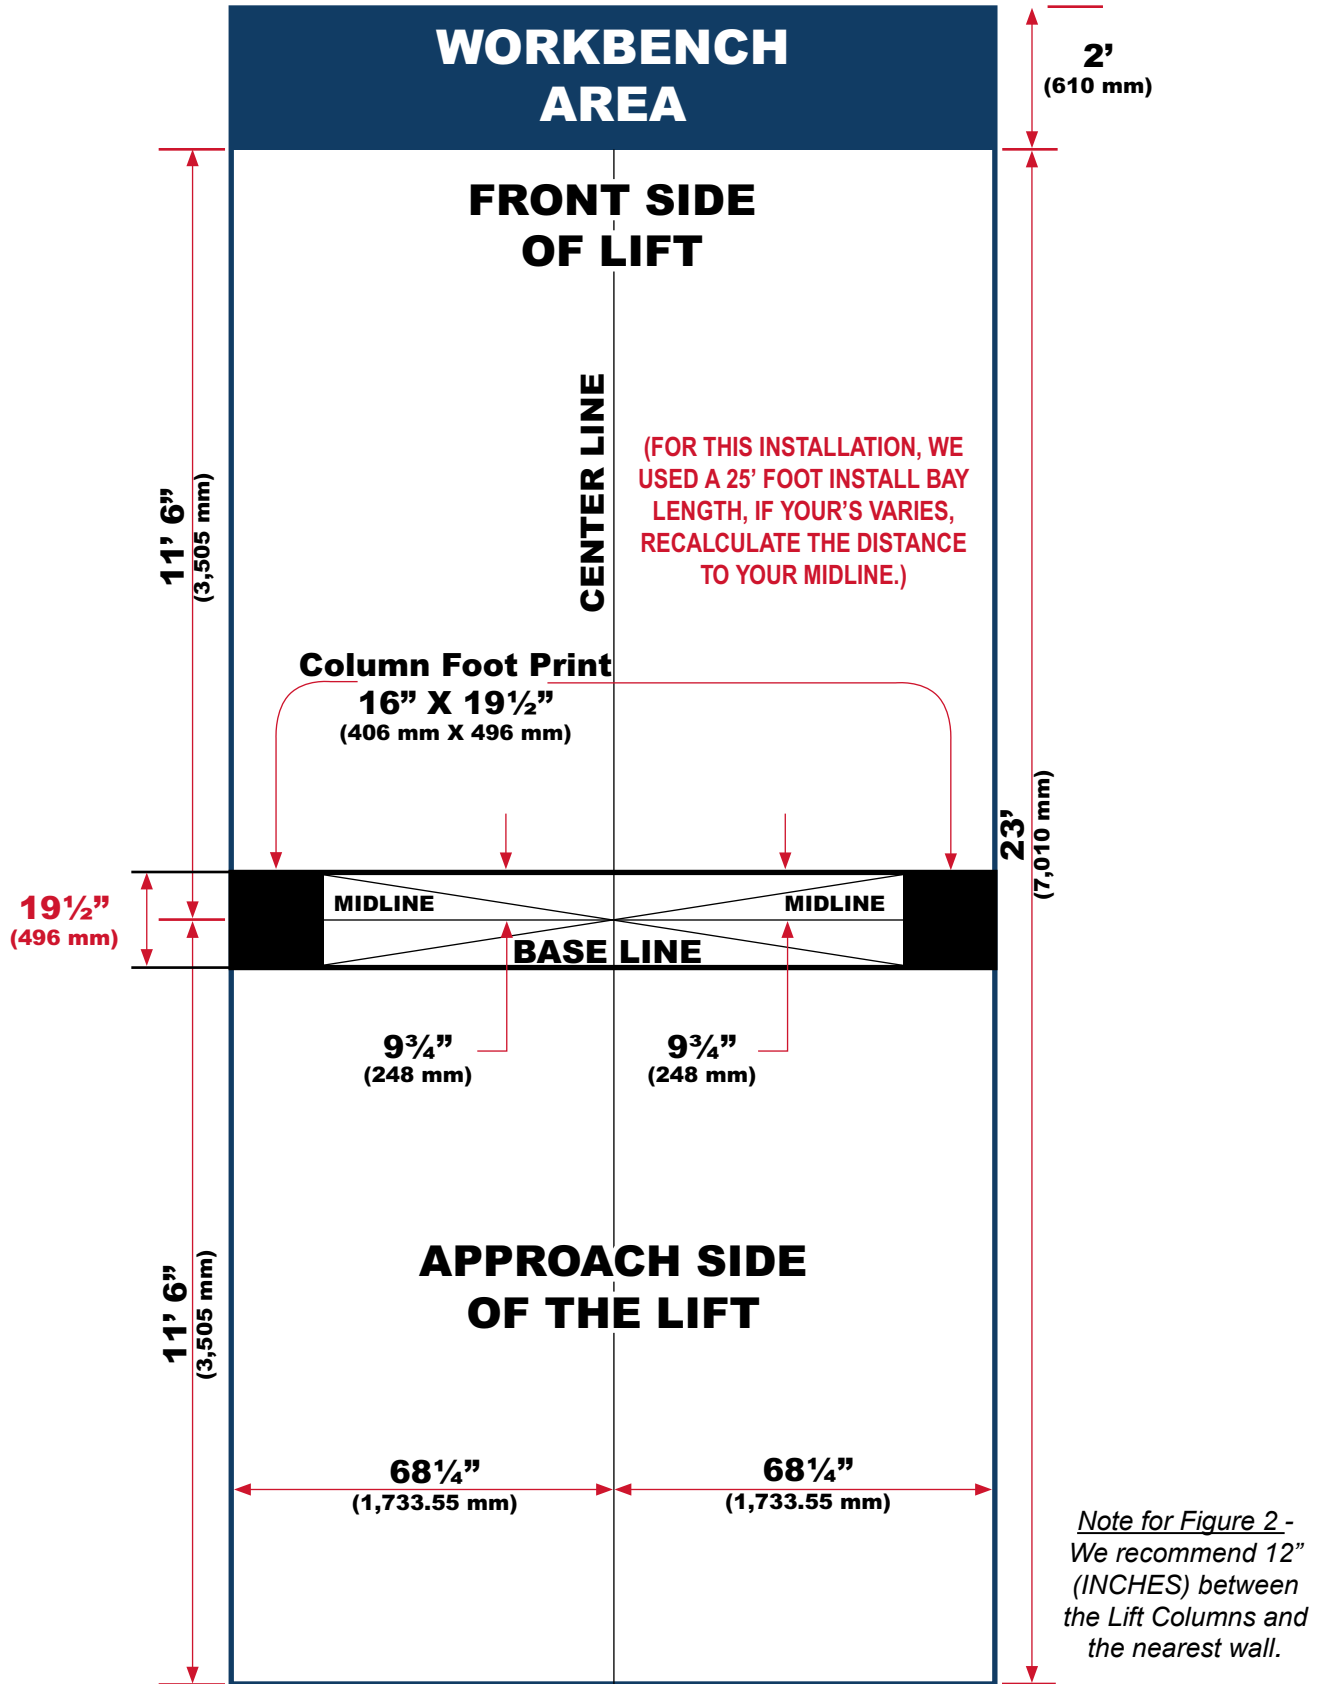 WORKBENCH
AREA
2’
(610 mm)
FRONT SIDE
OF LIFT
CENTER LINE
(FOR THIS INSTALLATION, WE
USED A 25’ FOOT INSTALL BAY
LENGTH, IF YOUR’S VARIES,
RECALCULATE THE DISTANCE
TO YOUR MIDLINE.)
11’ 6”
(3,505 mm)
Column Foot Print
16” X 19½”
(406 mm X 496 mm)
23’
(7,010 mm)
19½”
(496 mm)
MIDLINE
MIDLINE
BASE LINE
9¾”
(248 mm)
9¾”
(248 mm)
APPROACH SIDE
OF THE LIFT
11’ 6”
(3,505 mm)
68¼”
(1,733.55 mm)
68¼”
(1,733.55 mm)
Note for Figure 2 -
We recommend 12”
(INCHES) between
the Lift Columns and
the nearest wall.